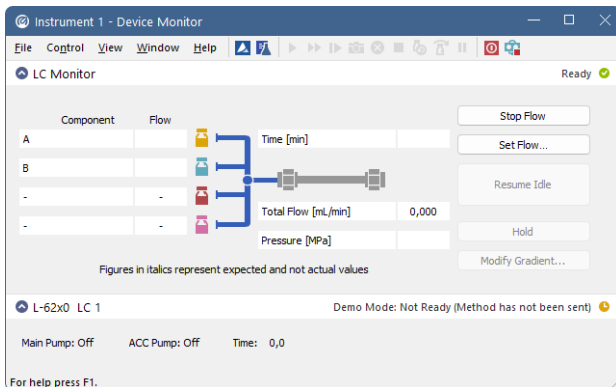 Instrument 1 - Device Monitor
File Control View Window Help
LC Monitor Ready
Component Flow
A
B
- -
- -
Time [min]
Total Flow [mL/min] 0,000
Pressure [MPa]
Stop Flow
Set Flow...
Resume Idle
Hold
Modify Gradient...
Figures in italics represent expected and not actual values
L-62x0 LC 1 Demo Mode: Not Ready (Method has not been sent)
Main Pump: Off ACC Pump: Off Time: 0,0
For help press F1.